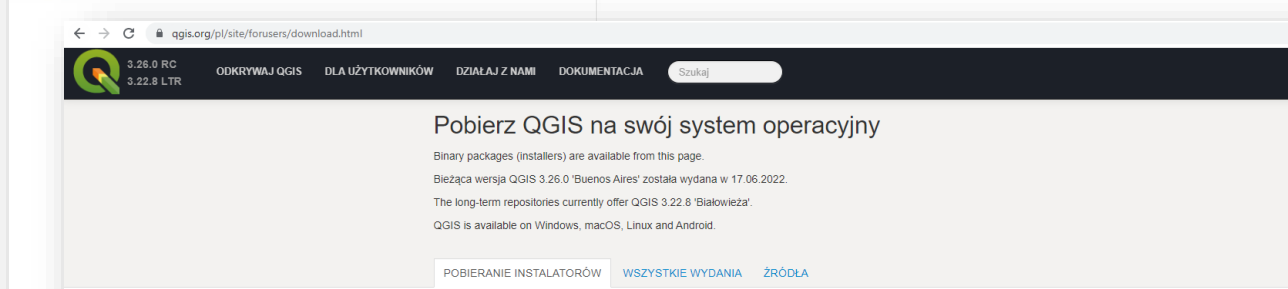 qgis.org/pl/site/forusers/download.html
3.26.0 RC
3.22.8 LTR
ODKRYWAJ QGIS DLA UŻYTKOWNIKÓW DZIAŁAJ Z NAMI DOKUMENTACJA Szukaj
Pobierz QGIS na swój system operacyjny
Binary packages (installers) are available from this page.
Bieżąca wersja QGIS 3.26.0 'Buenos Aires' została wydana w 17.06.2022.
The long-term repositories currently offer QGIS 3.22.8 'Białowieża'.
QGIS is available on Windows, macOS, Linux and Android.
POBIERANIE INSTALATORÓW WSZYSTKIE WYDANIA ŹRÓDŁA